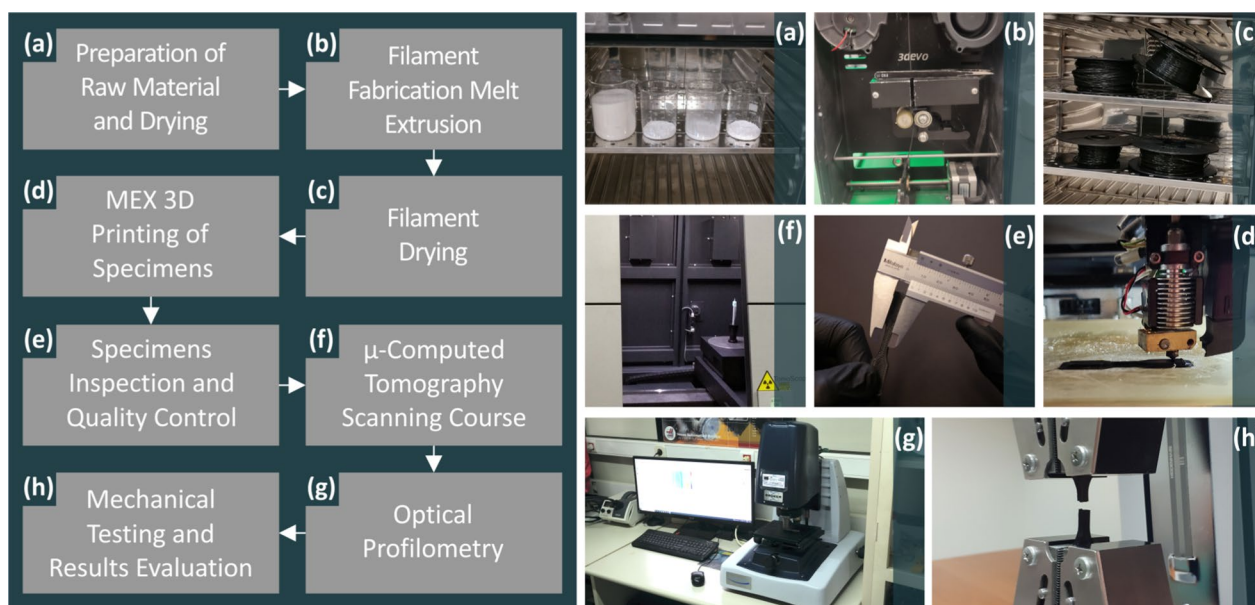 (a)
Preparation of
Raw Material
and Drying
(b)
Filament
Fabrication Melt
Extrusion
(d)
MEX 3D
Printing of
Specimens
(c)
Filament
Drying
(e)
Specimens
Inspection and
Quality Control
(f)
μ-Computed
Tomography
Scanning Course
(h)
Mechanical
Testing and
Results Evaluation
(g)
Optical
Profilometry
(a)
(b)
3devo
(c)
(f)
(e)
(d)
(g)
(h)